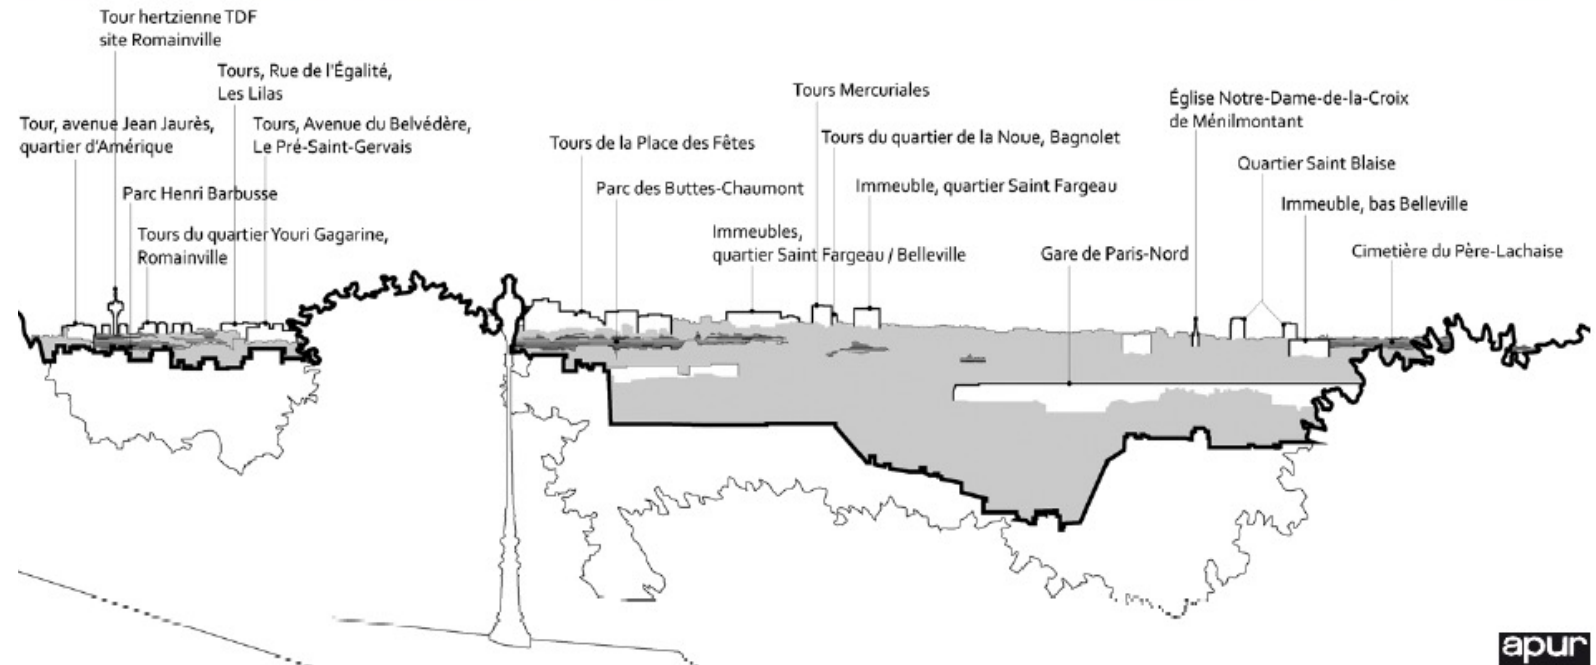 Tour hertzienne TDF
site Romainville
Tours, Rue de l'Égalité,
Les Lilas
Tour, avenue Jean Jaurès,
quartier d'Amérique
Tours, Avenue du Belvédère,
Le Pré-Saint-Gervais
Parc Henri Barbusse
Tours du quartier Youri Gagarine,
Romainville
Tours de la Place des Fêtes
Parc des Buttes-Chaumont
Immeubles,
quartier Saint Fargeau / Belleville
Tours Mercuriales
Tours du quartier de la Noue, Bagnolet
Immeuble, quartier Saint Fargeau
Gare de Paris-Nord
Église Notre-Dame-de-la-Croix
de Ménilmontant
Quartier Saint Blaise
Immeuble, bas Belleville
Cimetière du Père-Lachaise
apur